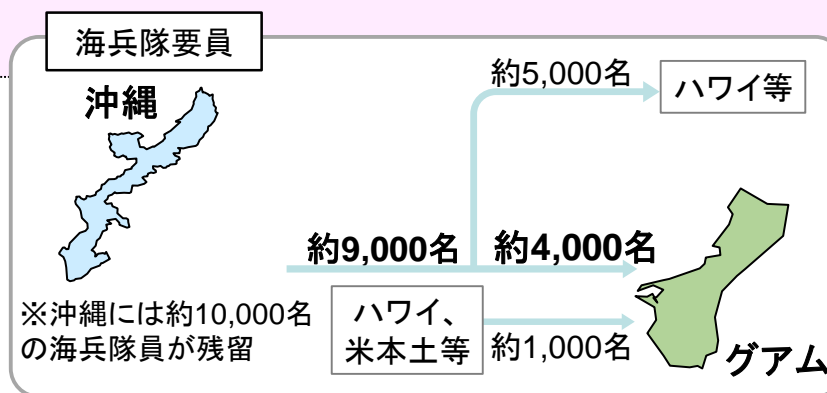 海兵隊要員
沖縄
約5,000名
ハワイ等
約9,000名
約4,000名
※沖縄には約10,000名
の海兵隊員が残留
ハワイ、
米本土等
約1,000名
グアム